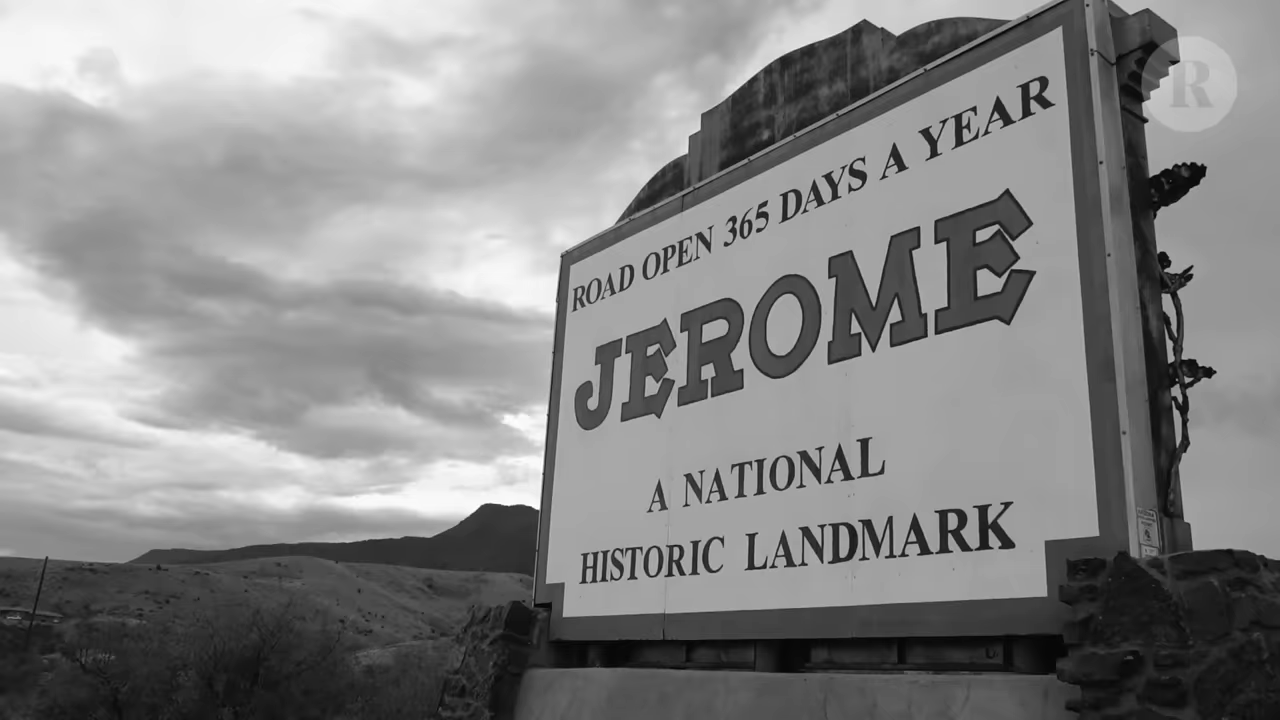 ROAD OPEN 365 DAYS A YEAR
JEROME
A NATIONAL
HISTORIC LANDMARK
R